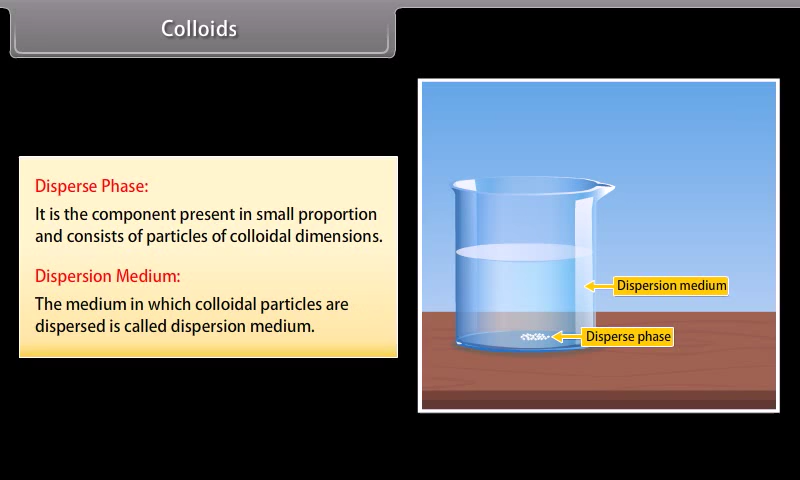 Colloids
Disperse Phase:
It is the component present in small proportion
and consists of particles of colloidal dimensions.
Dispersion Medium:
The medium in which colloidal particles are
dispersed is called dispersion medium.
Dispersion medium
Disperse phase